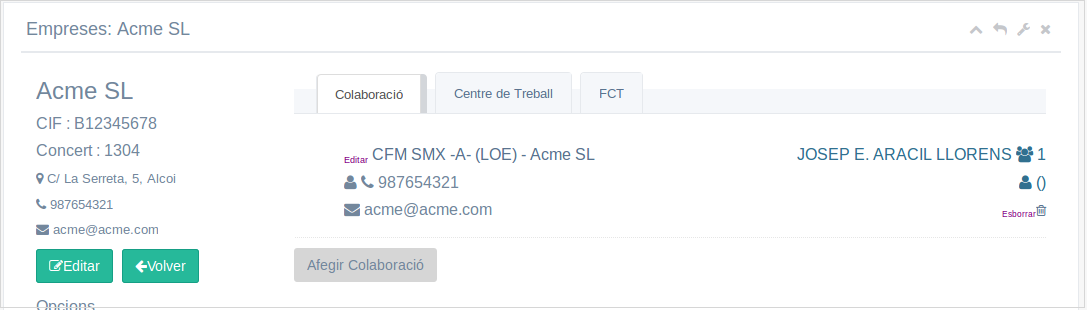 Empreses: Acme SL
Acme SL
CIF : B12345678
Concert : 1304
C/ La Serreta, 5, Alcoi
987654321
acme@acme.com
Editar
Volver
Opcions
Colaboració
Centre de Treball
FCT
Editar CFM SMX -A- (LOE) - Acme SL
JOSEP E. ARACIL LLORENS 1
987654321
()
acme@acme.com
Esborrar
Afegir Colaboració